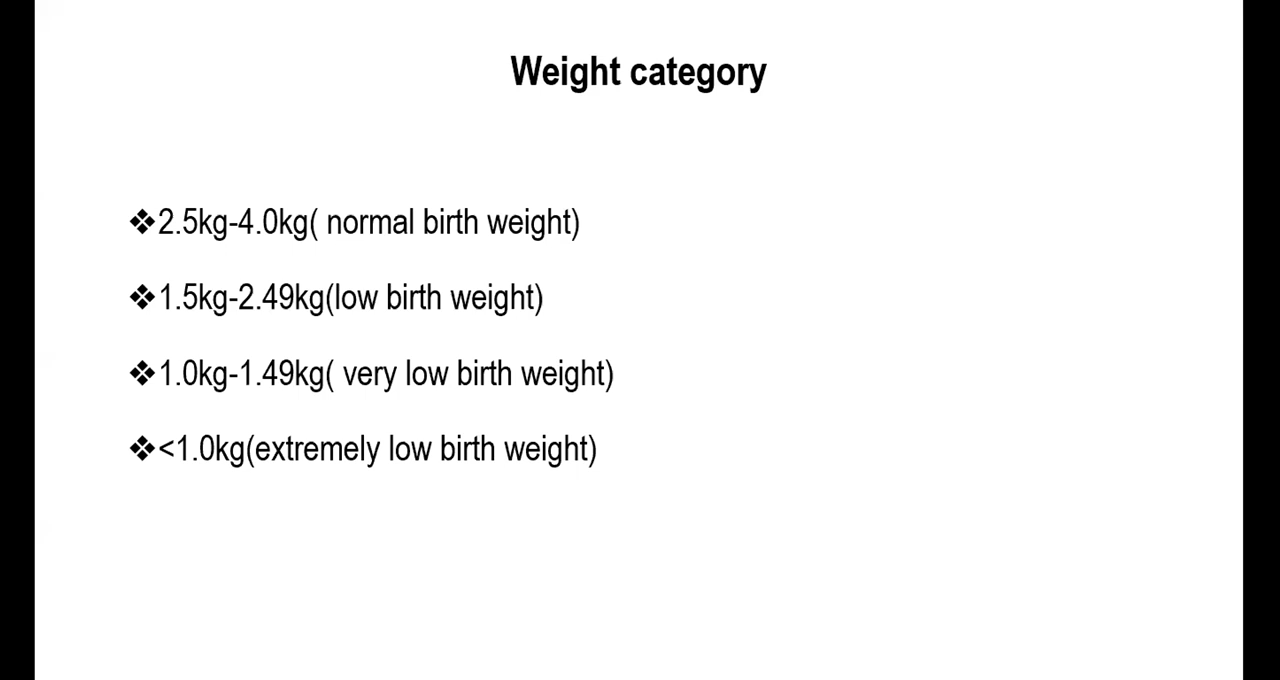 Weight category
❖2.5kg-4.0kg( normal birth weight)
❖1.5kg-2.49kg(low birth weight)
❖1.0kg-1.49kg( very low birth weight)
❖<1.0kg(extremely low birth weight)